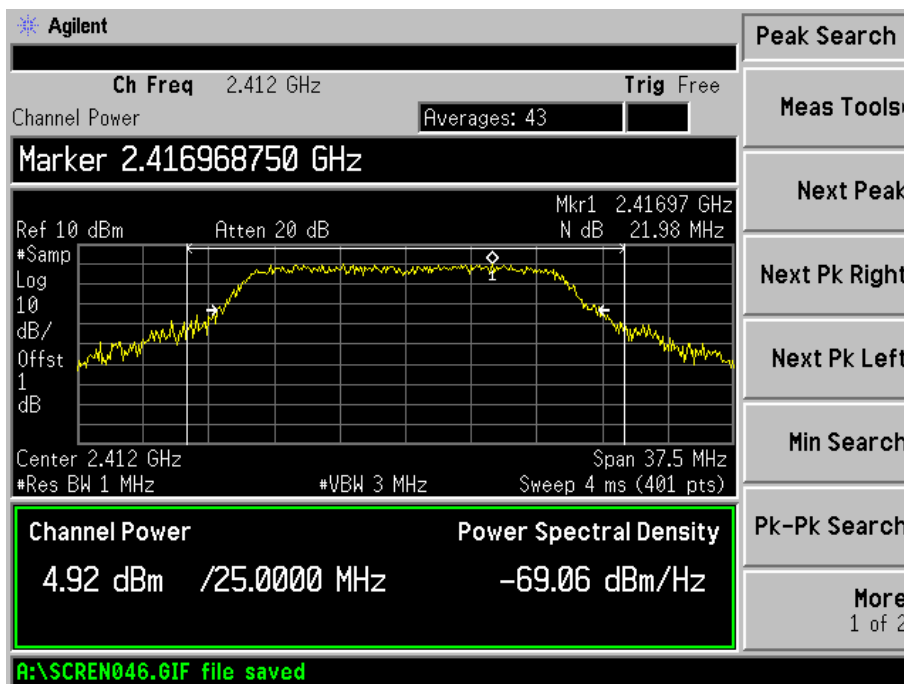 Agilent
Peak Search
Ch Freq 2.412 GHz Trig Free
Channel Power Averages: 43
Meas Tools
Marker 2.416968750 GHz
Next Peak
Mkr1 2.41697 GHz
Ref 10 dBm Atten 20 dB N dB 21.98 MHz
#Samp
Log
10
dB/
Offst
1
dB
1
Next Pk Right
Next Pk Left
Min Search
Center 2.412 GHz Span 37.5 MHz
#Res BW 1 MHz #VBW 3 MHz Sweep 4 ms (401 pts)
Pk-Pk Search
Channel Power Power Spectral Density
4.92 dBm /25.0000 MHz -69.06 dBm/Hz
More
1 of 2
A:\SCREN046.GIF file saved